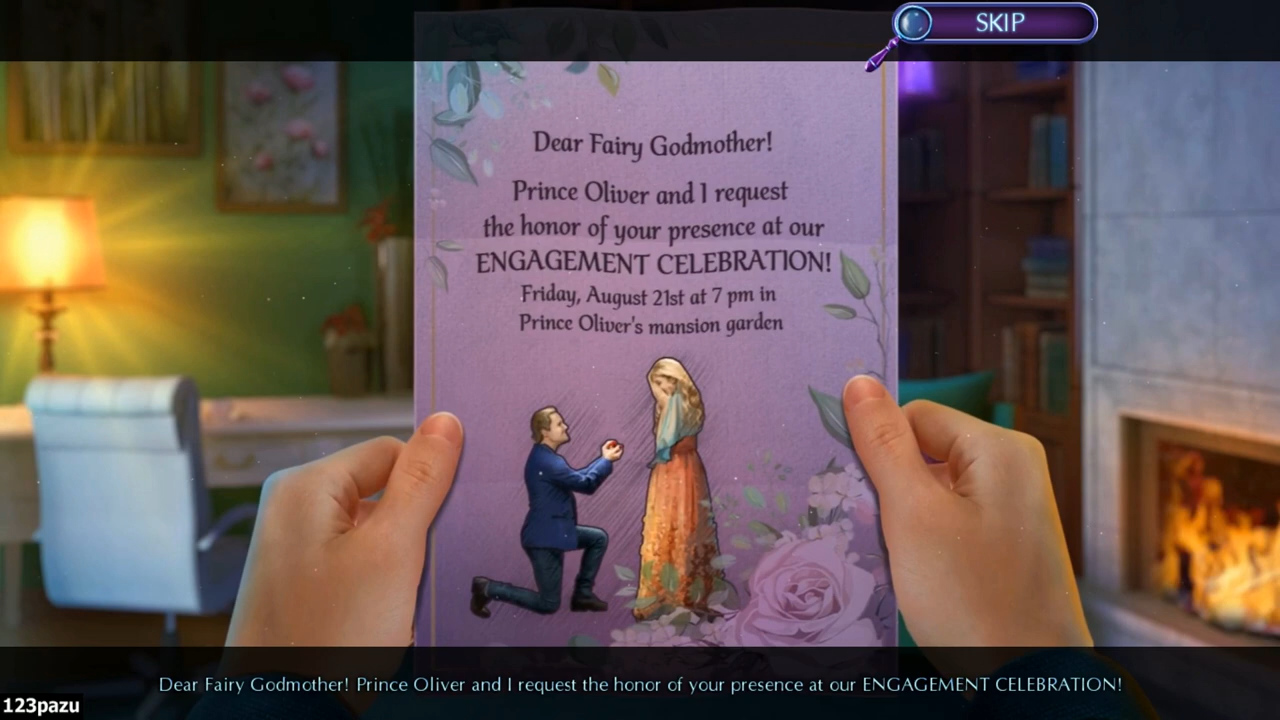 SKIP
Dear Fairy Godmother!
Prince Oliver and I request
the honor of your presence at our
ENGAGEMENT CELEBRATION!
Friday, August 21st at 7 pm in
Prince Oliver's mansion garden
Dear Fairy Godmother! Prince Oliver and I request the honor of your presence at our ENGAGEMENT CELEBRATION!
123pazu